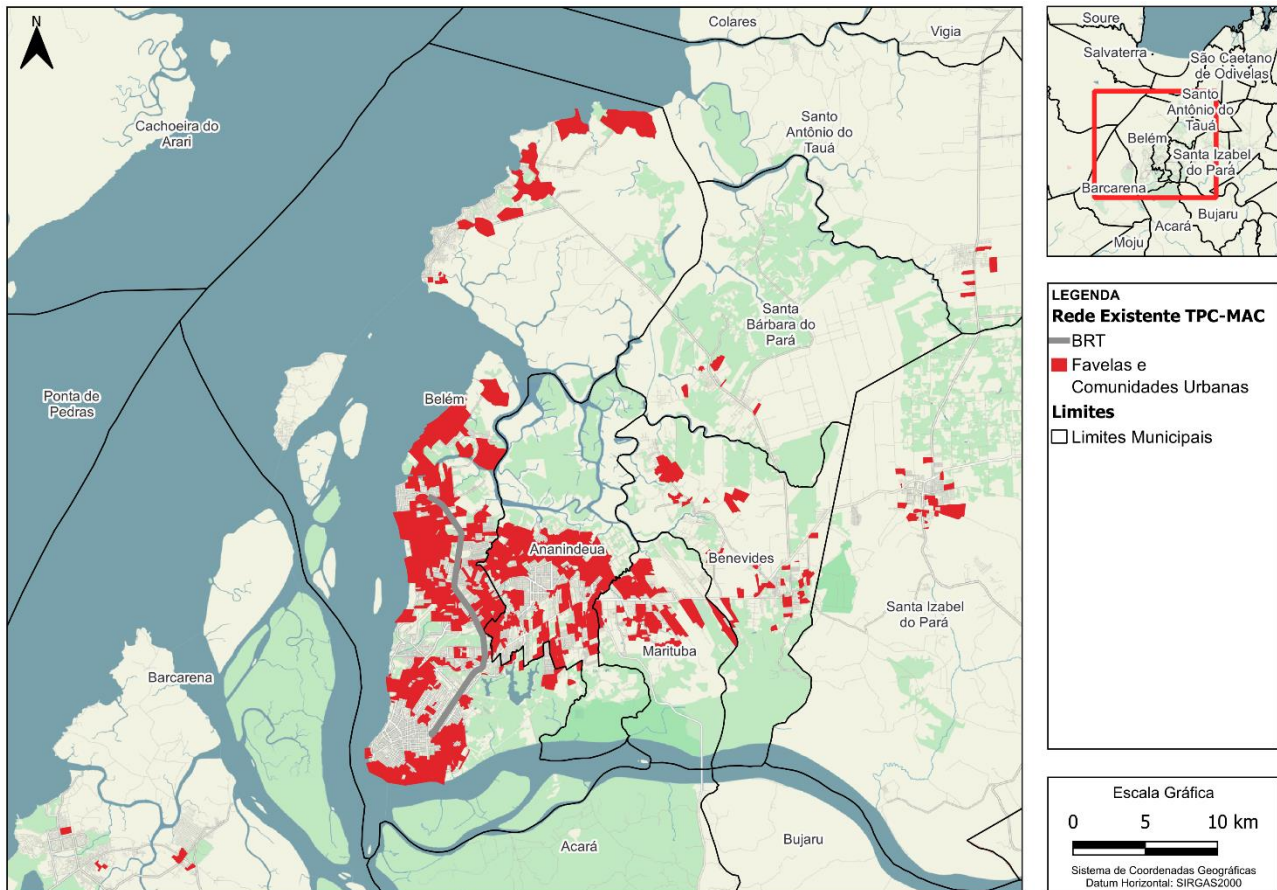 N
Colares
Vigia
Cachoeira do
Arari
Santo
Antônio do
Tauá
Santa
Bárbara do
Pará
Ponta de
Pedras
Belém
Ananindeua
Benevides
Santa Izabel
do Pará
Marituba
Barcarena
Acará
Bujaru
Soure
Salvaterra
São Caetano
de Odivelas
Santo
Antônio do
Tauá
Belém
Santa Izabel
do Pará
Barcarena
Bujaru
Acará
Moju
LEGENDA
Rede Existente TPC-MAC
BRT
Favelas e
Comunidades Urbanas
Limites
Limites Municipais
Escala Gráfica
0 5 10 km
Sistema de Coordenadas Geográficas
Datum Horizontal: SIRGAS2000